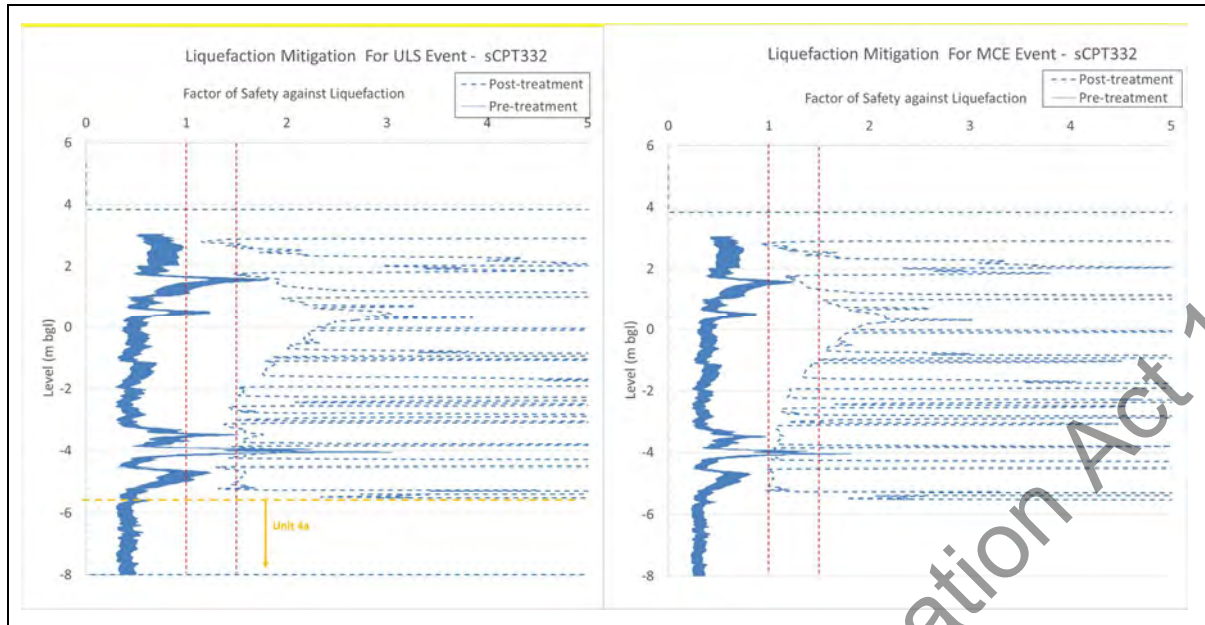 Liquefaction Mitigation For ULS Event - sCPT332
Post-treatment
Pre-treatment
Factor of Safety against Liquefaction
0 1 2 3 4 5
6
4
2
0
-2
-4
-6
-8
Level (m bgl)
Unit 4a
Liquefaction Mitigation For MCE Event - sCPT332
Post-treatment
Pre-treatment
Factor of Safety against Liquefaction
0 1 2 3 4 5
6
4
2
0
-2
-4
-6
-8
Level (m bgl)
ation Act 1